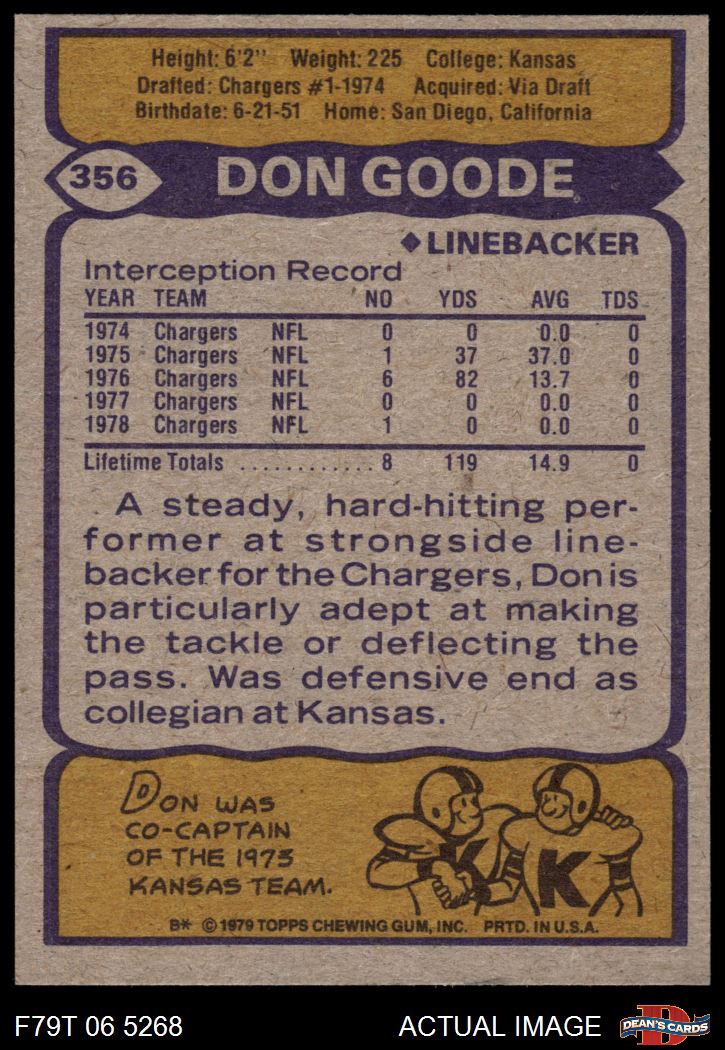 Height: 6'2" Weight: 225 College: Kansas
Drafted: Chargers #1-1974 Acquired: Via Draft
Birthdate: 6-21-51 Home: San Diego, California
356 DON GOODE
◆LINEBACKER
Interception Record
YEAR TEAM NO YDS AVG TDS
1974 Chargers NFL 0 0 0.0 0
1975 Chargers NFL 1 37 37.0 0
1976 Chargers NFL 6 82 13.7 0
1977 Chargers NFL 0 0 0.0 0
1978 Chargers NFL 1 0 0.0 0
Lifetime Totals ............ 8 119 14.9 0
A steady, hard-hitting per-
former at strongside line-
backer for the Chargers, Don is
particularly adept at making
the tackle or deflecting the
pass. Was defensive end as
collegian at Kansas.
DON WAS
CO-CAPTAIN
OF THE 1973
KANSAS TEAM.
K K
B* © 1979 TOPPS CHEWING GUM, INC. PRTD. IN U.S.A.
F79T 06 5268 ACTUAL IMAGE D DEAN'S CARDS